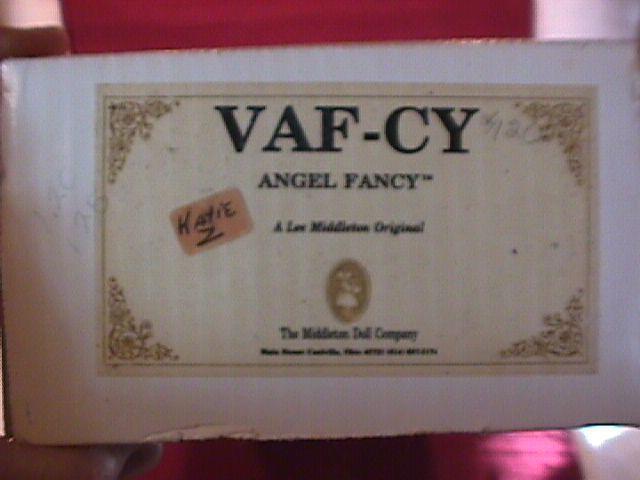 VAF-CY
ANGEL FANCY™
KATIE
Z
A Lee Middleton Original
The Middleton Doll Company